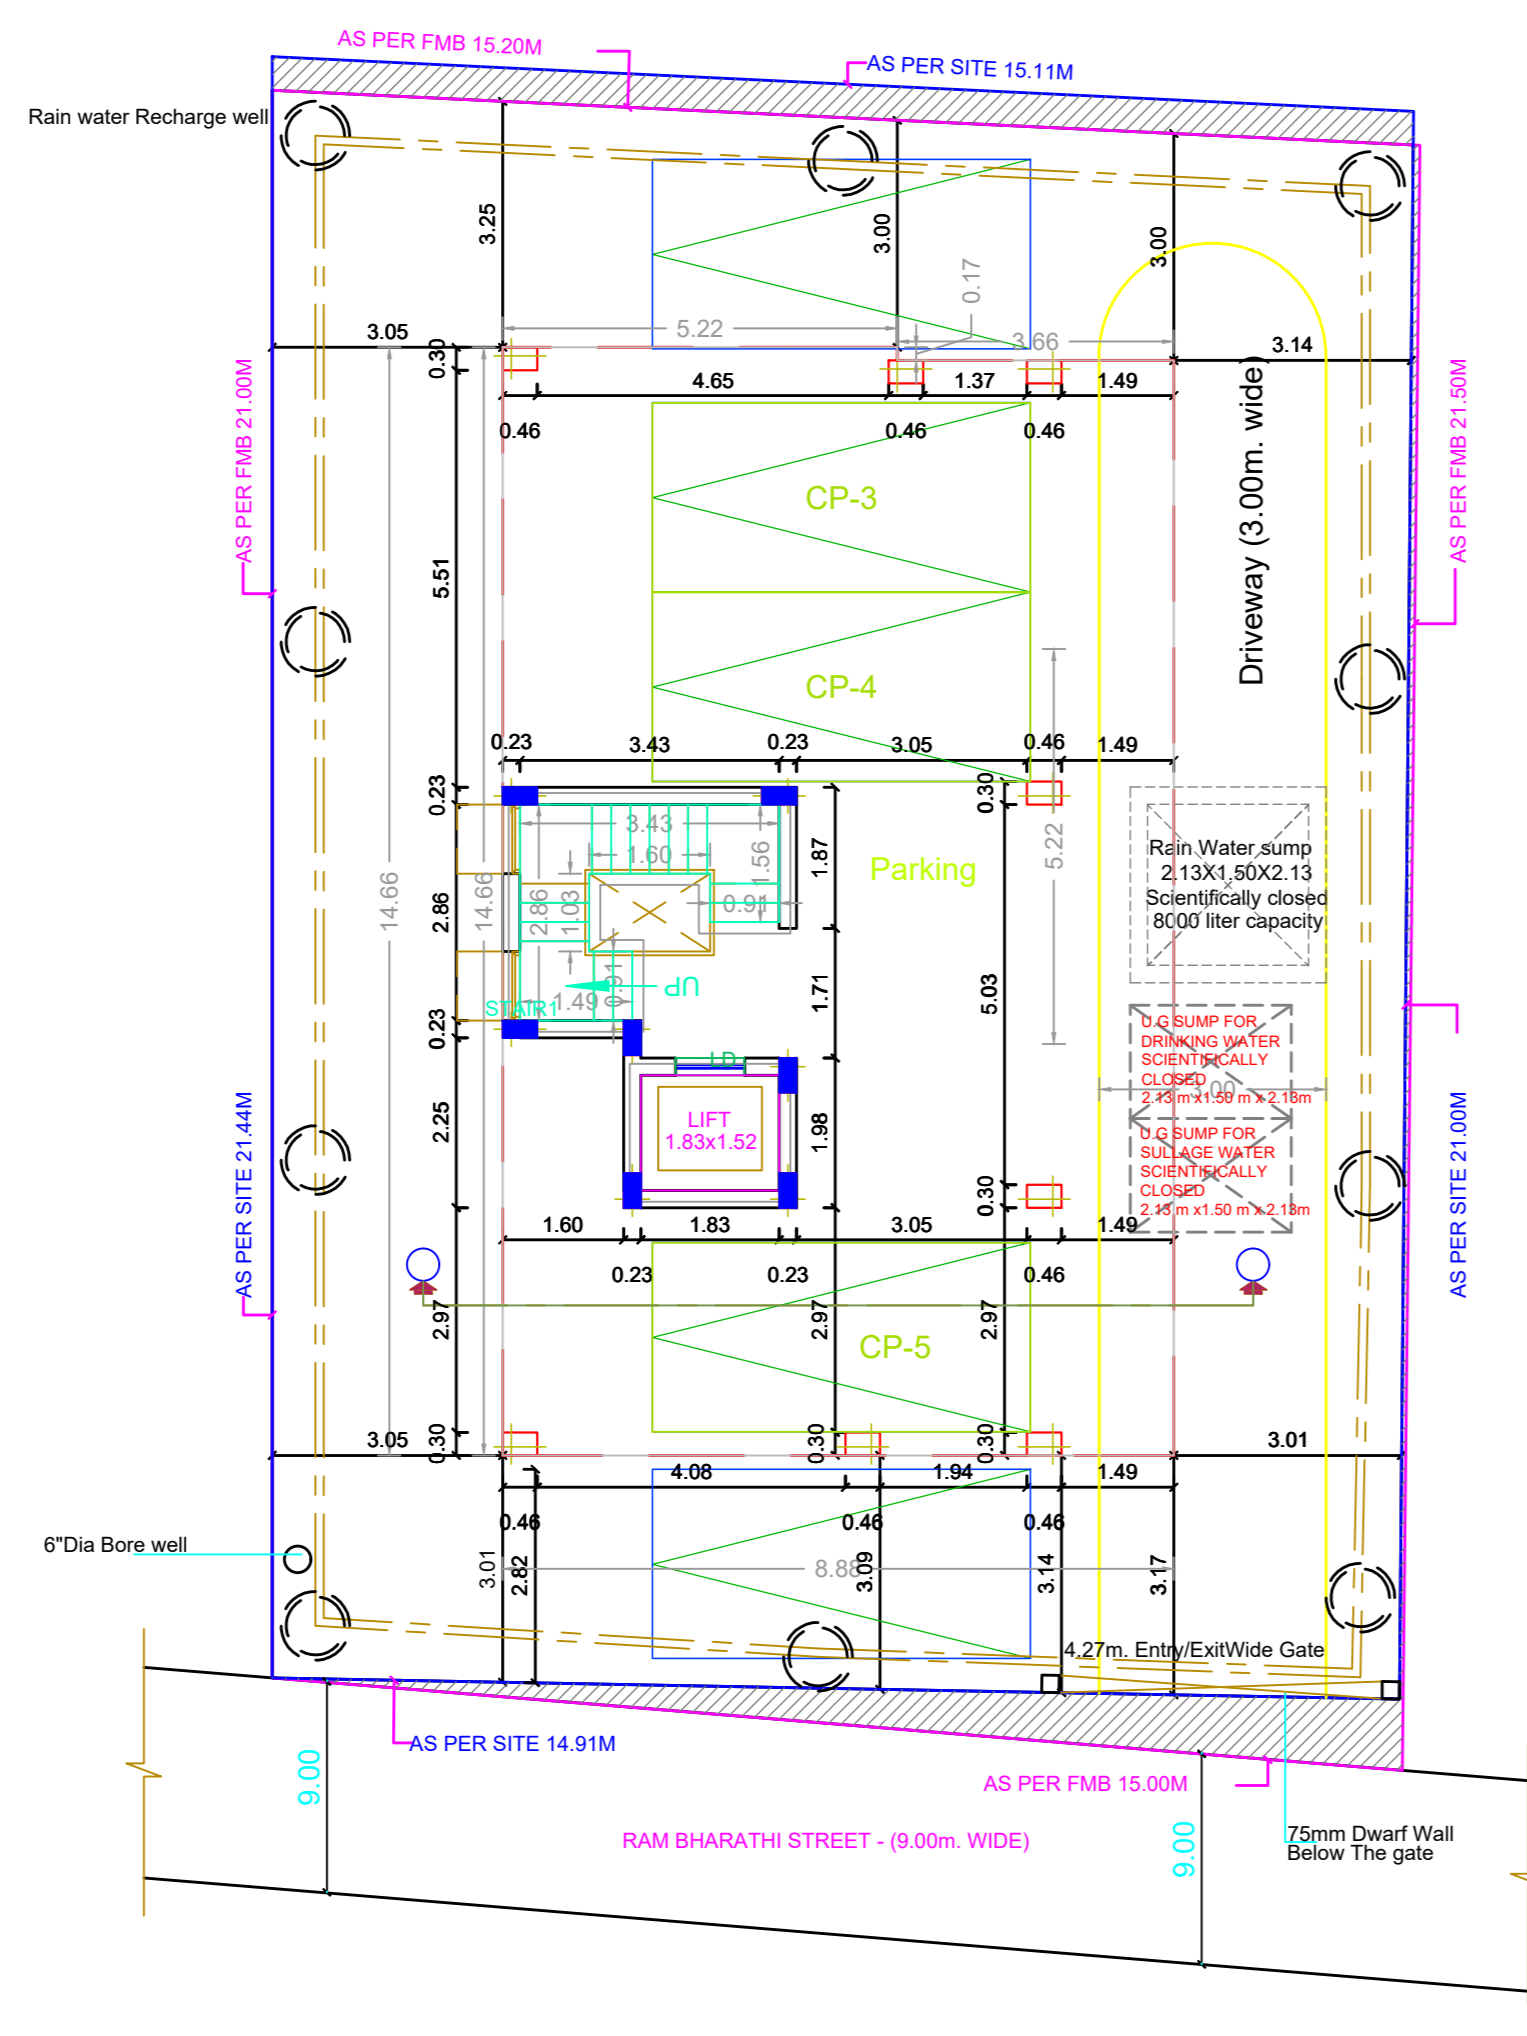 AS PER FMB 15.20M
AS PER SITE 15.11M
Rain water Recharge well
3.25
3.00
3.00
0.17
5.22
3.66
3.05
3.14
0.30
4.65
1.37
1.49
0.46
0.46
0.46
AS PER FMB 21.00M
AS PER FMB 21.50M
Driveway (3.00m. wide)
CP-3
5.51
CP-4
0.23
3.43
0.23
3.05
0.46
1.49
0.23
0.30
3.43
1.60
1.56
1.87
Parking
5.22
Rain Water sump
2.13X1.50X2.13
Scientifically closed
8000 liter capacity
14.66
14.66
2.86
2.86
1.03
0.91
UP
1.49
0.91
STAIR1
1.71
5.03
0.23
U.G SUMP FOR
DRINKING WATER
SCIENTIFICALLY
CLOSED
2.13 m x1.50 m x 2.13m
3.00
LD
LIFT
1.83x1.52
2.25
1.98
U.G SUMP FOR
SULLAGE WATER
SCIENTIFICALLY
CLOSED
2.13 m x1.50 m x 2.13m
AS PER SITE 21.44M
AS PER SITE 21.00M
0.30
1.60
1.83
3.05
1.49
0.23
0.23
0.46
2.97
2.97
2.97
CP-5
3.05
0.30
0.30
0.30
3.01
4.08
1.94
1.49
0.46
0.46
0.46
6"Dia Bore well
3.01
2.82
8.88
3.09
3.14
3.17
4.27m. Entry/ExitWide Gate
AS PER SITE 14.91M
9.00
AS PER FMB 15.00M
RAM BHARATHI STREET - (9.00m. WIDE)
9.00
75mm Dwarf Wall
Below The gate